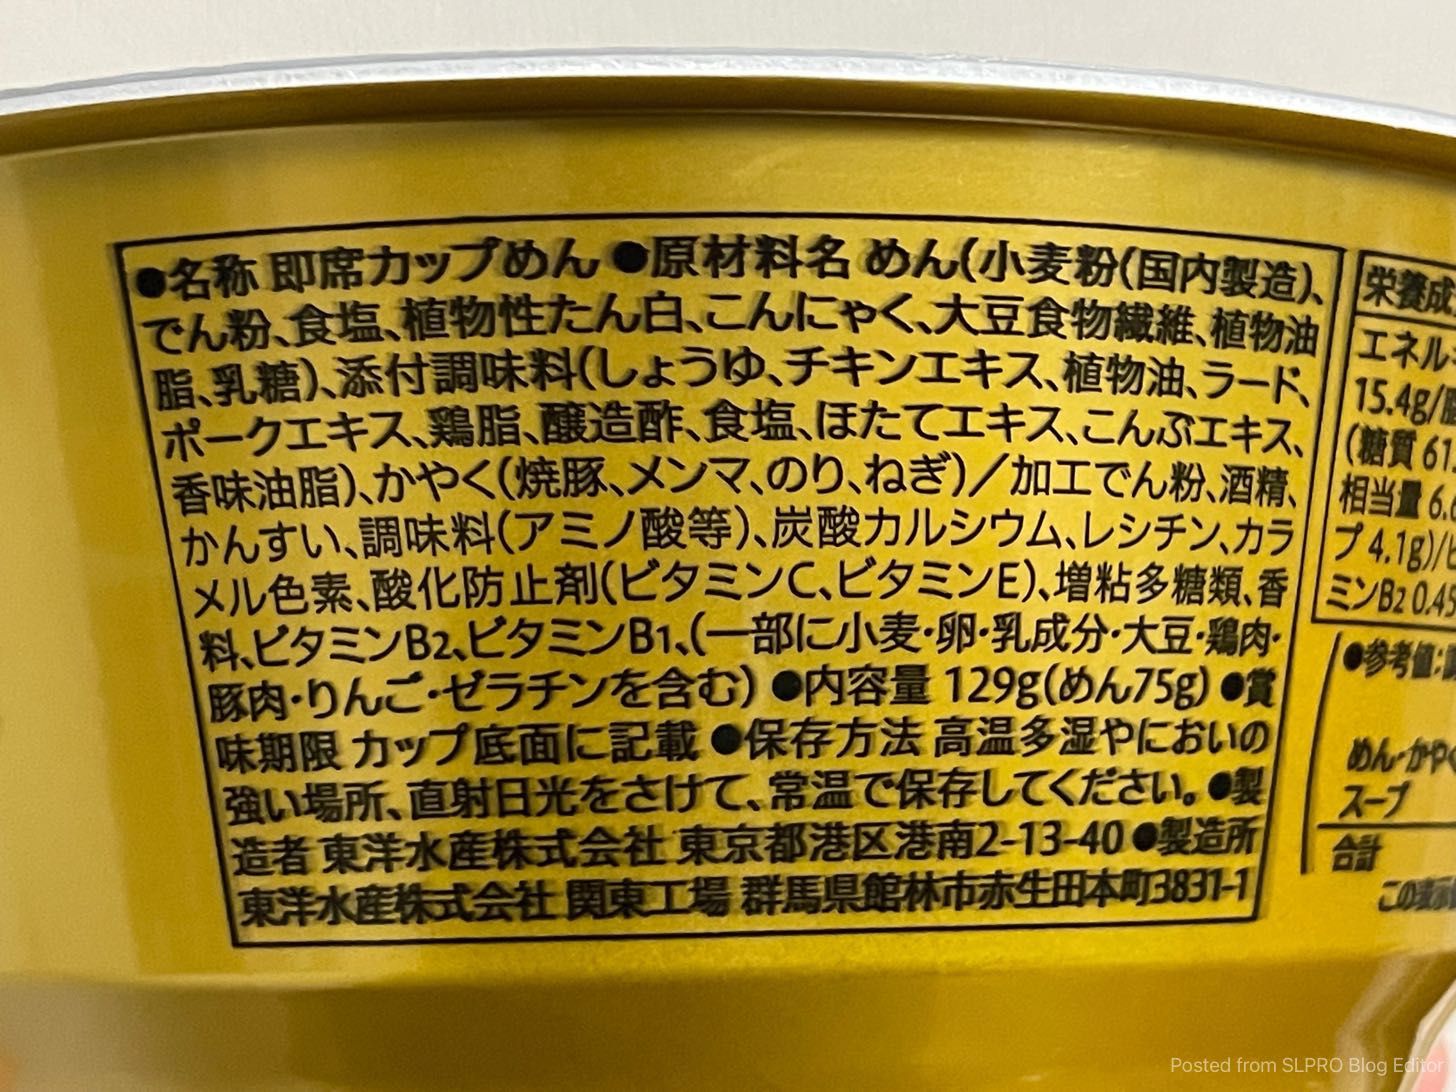 ●名称 即席カップめん ●原材料名 めん(小麦粉(国内製造)、
でん粉、食塩、植物性たん白、こんにゃく、大豆食物繊維、植物油
脂、乳糖)、添付調味料(しょうゆ、チキンエキス、植物油、ラード、
ポークエキス、鶏脂、醸造酢、食塩、ほたてエキス、こんぶエキス、
香味油脂)、かやく(焼豚、メンマ、のり、ねぎ)／加工でん粉、酒精、
かんすい、調味料(アミノ酸等)、炭酸カルシウム、レシチン、カラ
メル色素、酸化防止剤(ビタミンC、ビタミンE)、増粘多糖類、香
料、ビタミンB2、ビタミンB1、(一部に小麦・卵・乳成分・大豆・鶏肉・
豚肉・りんご・ゼラチンを含む) ●内容量 129g(めん75g) ●賞
味期限 カップ底面に記載 ●保存方法 高温多湿やにおいの
強い場所、直射日光をさけて、常温で保存してください。●製
造者 東洋水産株式会社 東京都港区港南2-13-40 ●製造所
東洋水産株式会社 関東工場 群馬県館林市赤生田本町3831-1
栄養成
エネル
15.4g/
(糖質 61
相当量 6.
プ 4.1g)/ビ
ミンB2 0.4
●参考値:
めん・かやく
スープ
合計
この表
Posted from SLPRO Blog Editor